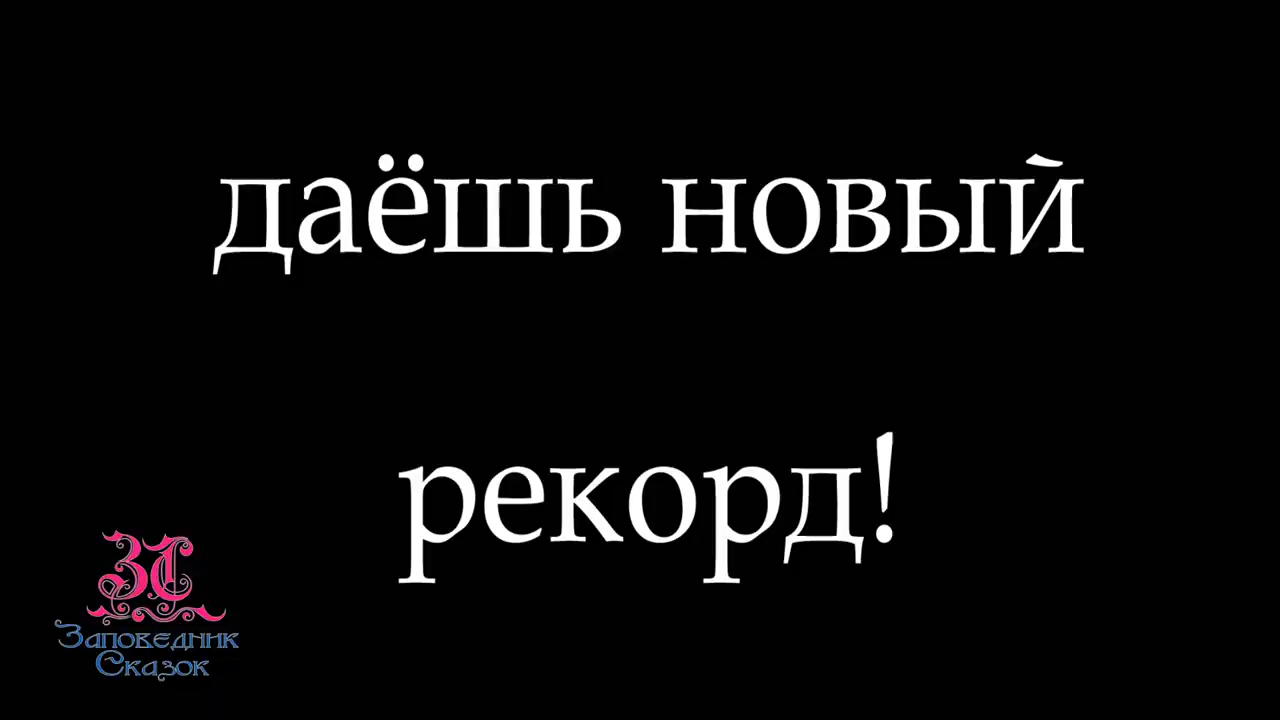 даёшь новый
рекорд!
ЗС
Заповедник
Сказок